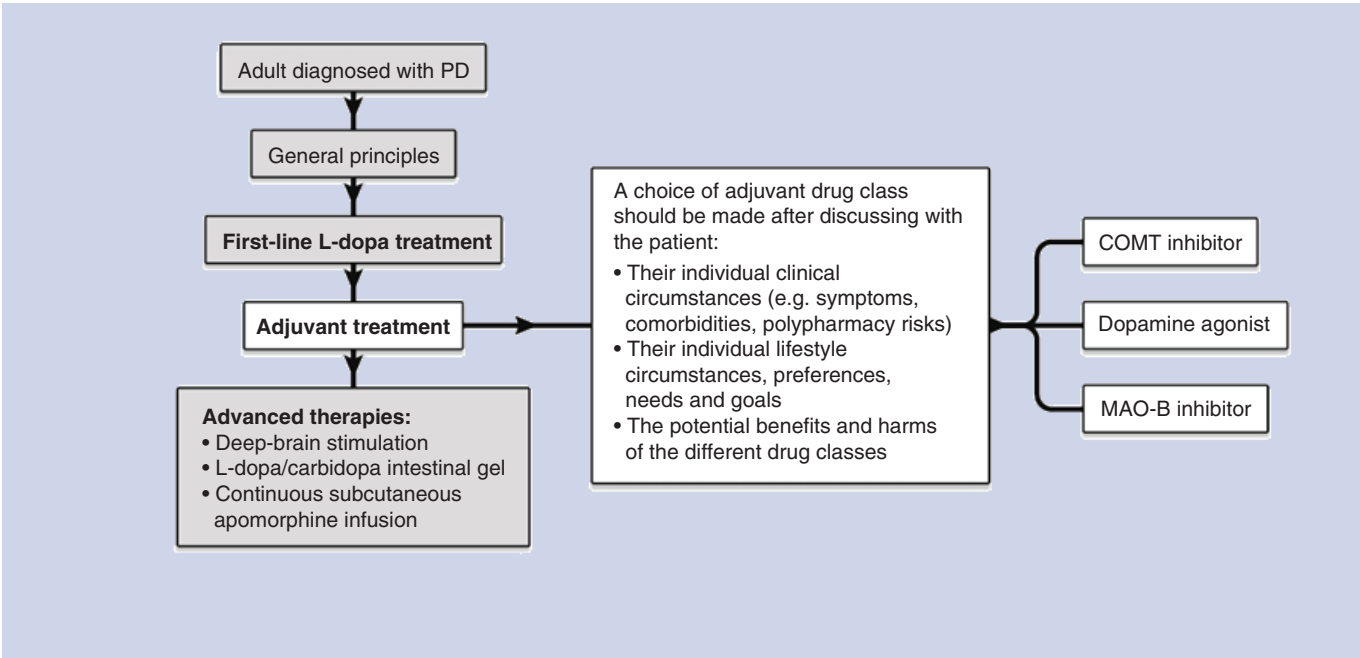 Adult diagnosed with PD
General principles
First-line L-dopa treatment
Adjuvant treatment
Advanced therapies:
• Deep-brain stimulation
• L-dopa/carbidopa intestinal gel
• Continuous subcutaneous
apomorphine infusion
A choice of adjuvant drug class
should be made after discussing with
the patient:
• Their individual clinical
circumstances (e.g. symptoms,
comorbidities, polypharmacy risks)
• Their individual lifestyle
circumstances, preferences,
needs and goals
• The potential benefits and harms
of the different drug classes
COMT inhibitor
Dopamine agonist
MAO-B inhibitor